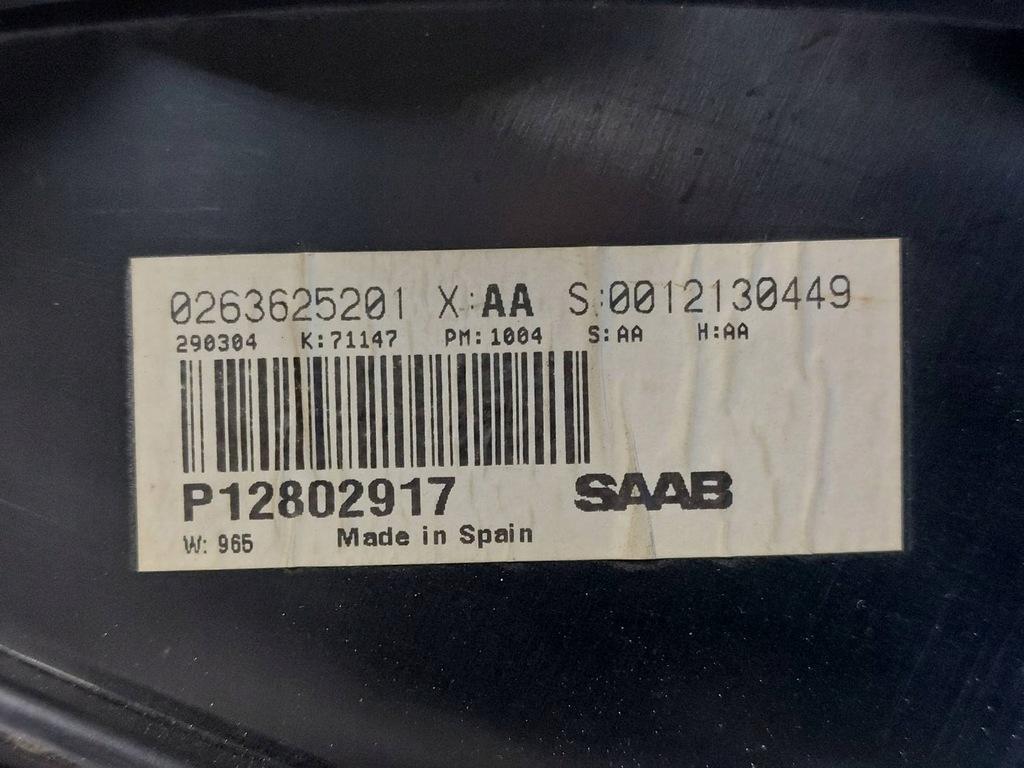 0263625201 X:AA S:0012130449
290304 K:71147 PM:1004 S:AA H:AA
P12802917 SAAB
W: 965 Made in Spain